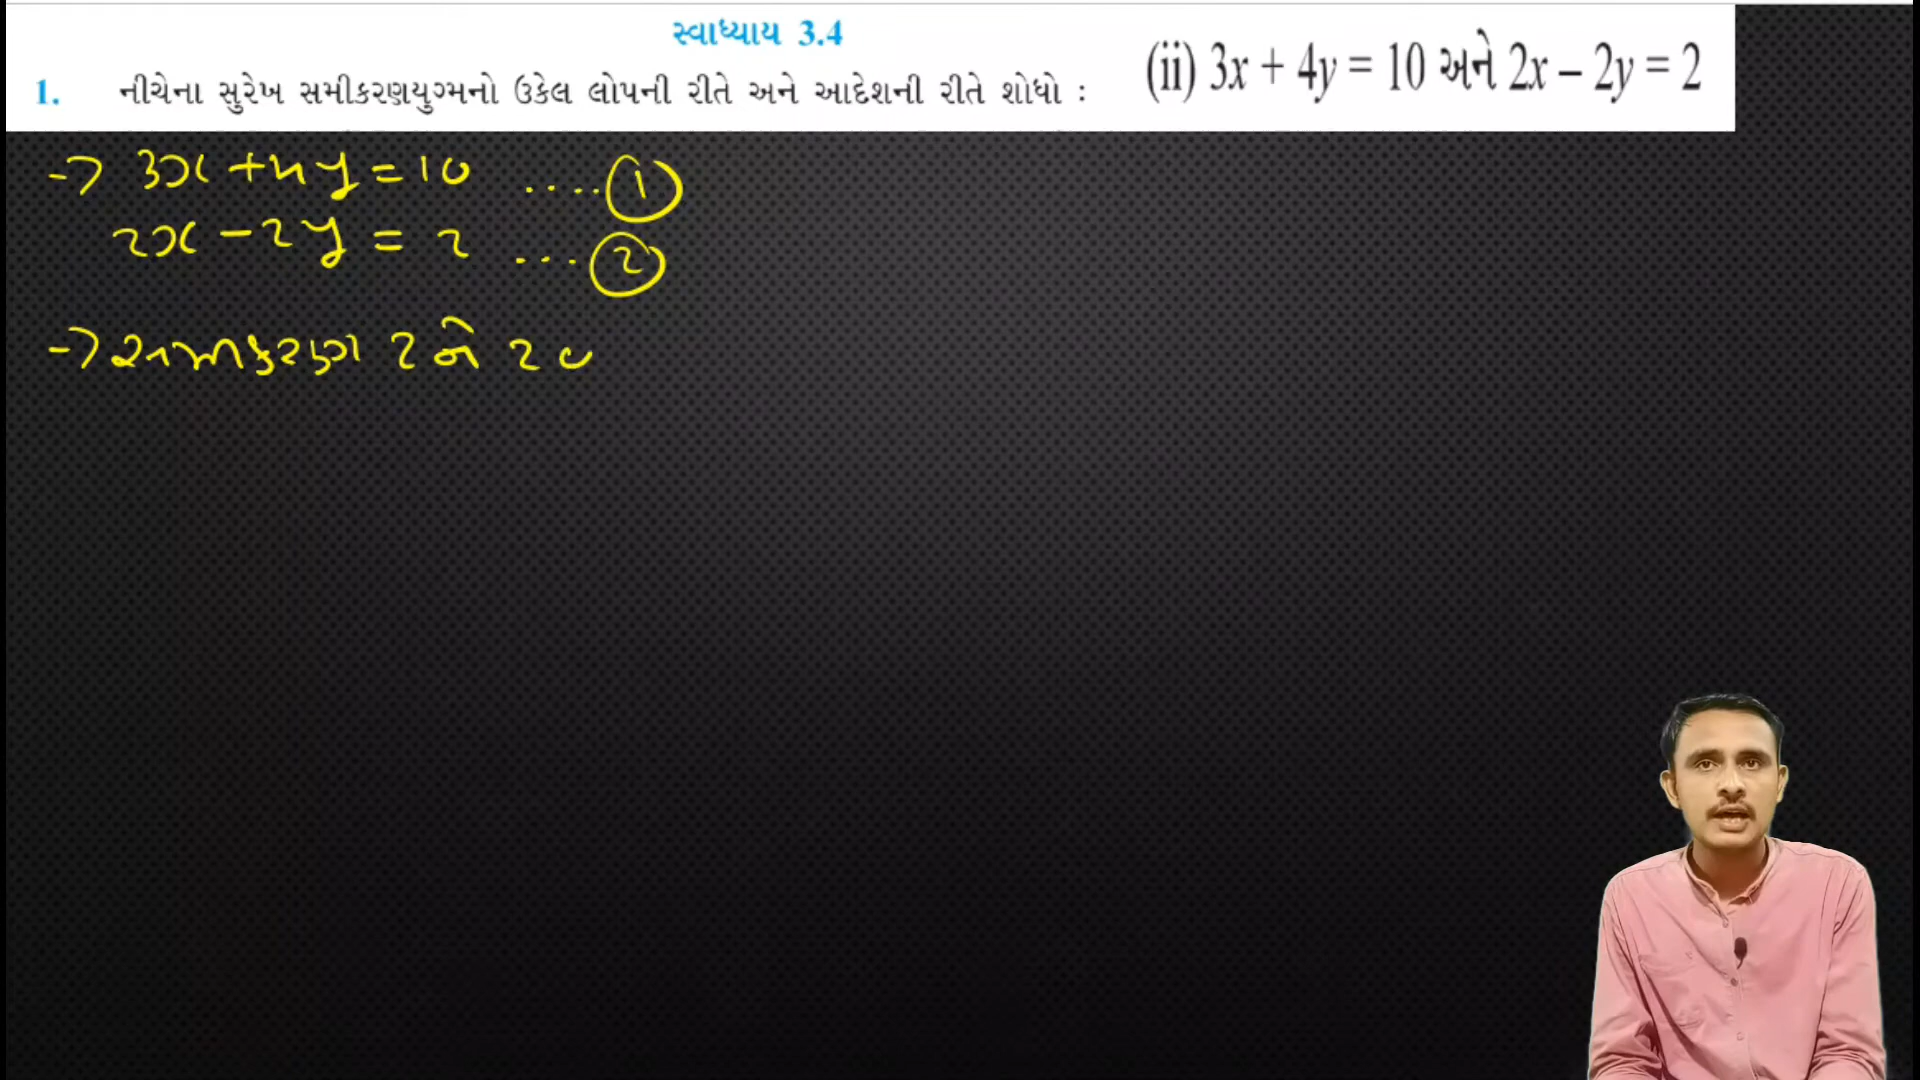 સ્વાધ્યાય 3.4
1. નીચેના સુરેખ સમીકરણયુગ્મનો ઉકેલ લોપની રીતે અને આદેશની રીતે શોધો :
(ii) 3x + 4y = 10 અને 2x – 2y = 2
→ 3x + 4y = 10 .... ①
2x – 2y = 2 ... ②
→ સમીકરણ 2 ને 2